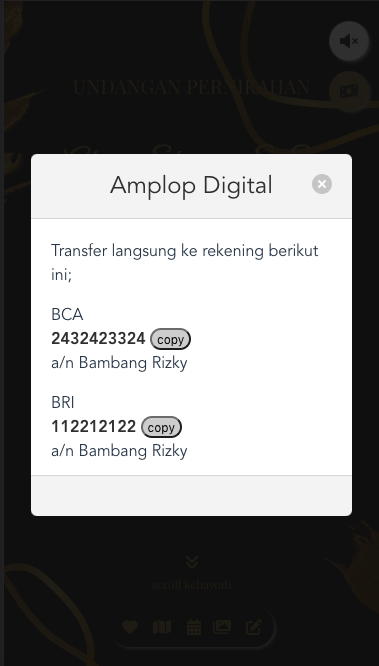 UNDANGAN PERNIKAHAN
Amplop Digital
Transfer langsung ke rekening berikut
ini;
BCA
2432423324 copy
a/n Bambang Rizky
BRI
112212122 copy
a/n Bambang Rizky
scroll kebawah